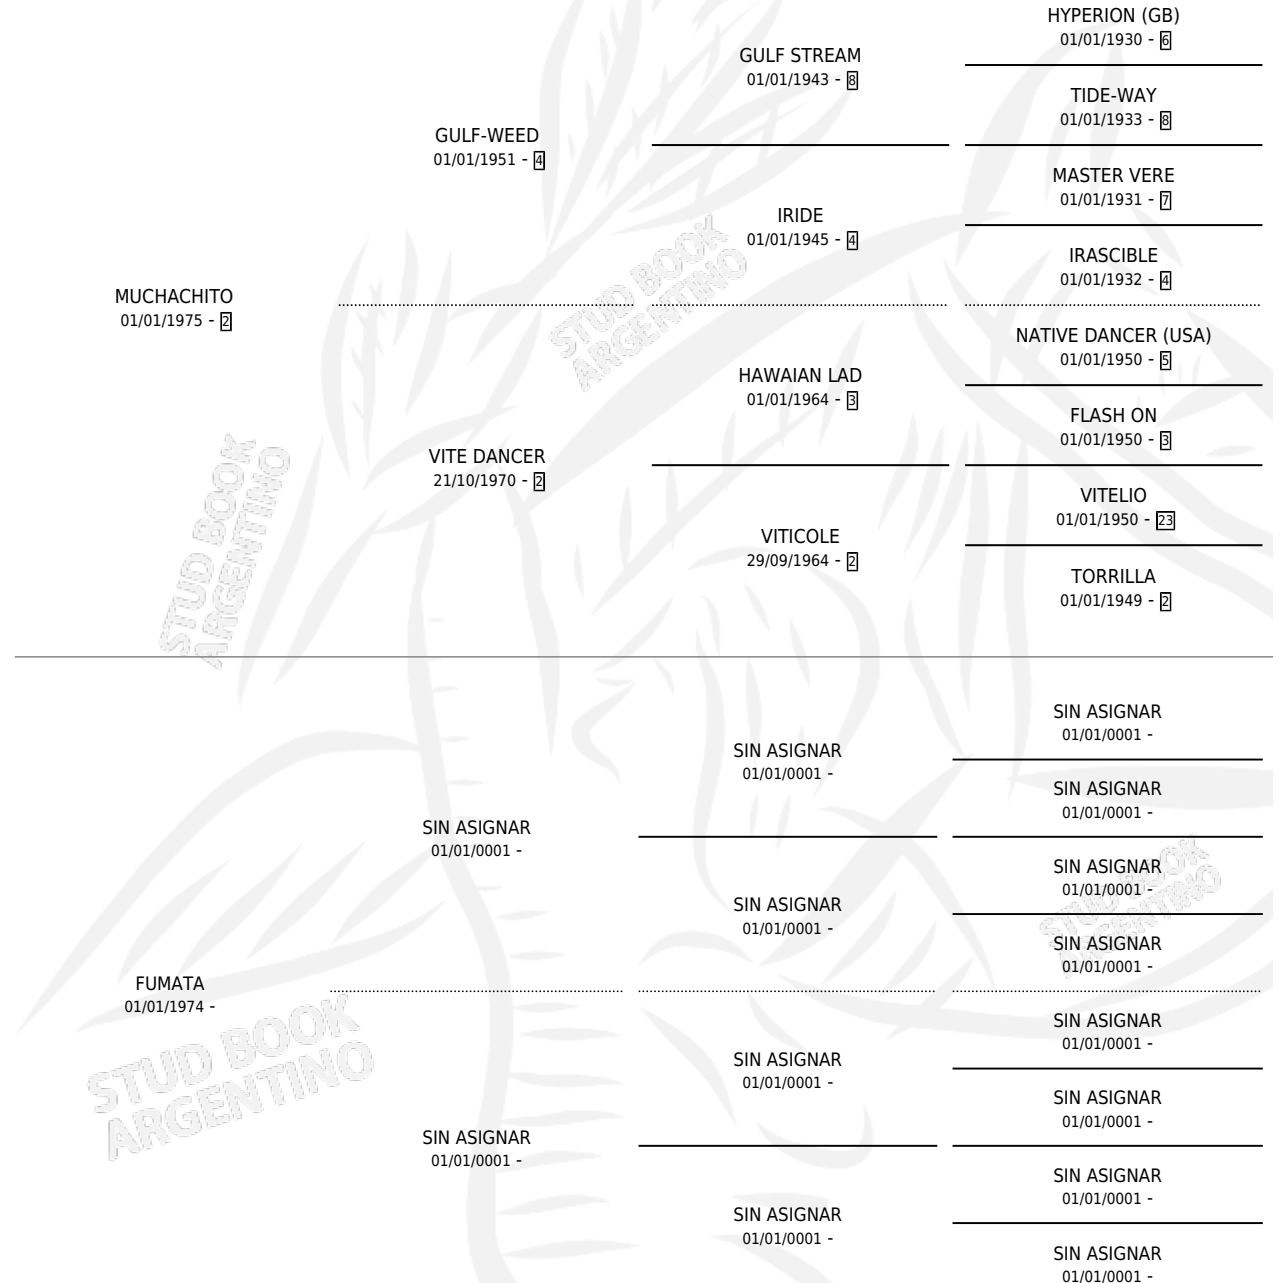 HYPERION (GB)
01/01/1930 - 6
GULF STREAM
01/01/1943 - 8
TIDE-WAY
01/01/1933 - 8
GULF-WEED
01/01/1951 - 4
MASTER VERE
01/01/1931 - 7
IRIDE
01/01/1945 - 4
IRASCIBLE
01/01/1932 - 4
MUCHACHITO
01/01/1975 - 2
NATIVE DANCER (USA)
01/01/1950 - 5
HAWAIAN LAD
01/01/1964 - 3
FLASH ON
01/01/1950 - 3
VITE DANCER
21/10/1970 - 2
VITELIO
01/01/1950 - 23
VITICOLE
29/09/1964 - 2
TORRILLA
01/01/1949 - 2
STUD BOOK
ARGENTINO
STUD BOOK
ARGENTINO
SIN ASIGNAR
01/01/0001 -
SIN ASIGNAR
01/01/0001 -
SIN ASIGNAR
01/01/0001 -
SIN ASIGNAR
01/01/0001 -
SIN ASIGNAR
01/01/0001 -
SIN ASIGNAR
01/01/0001 -
SIN ASIGNAR
01/01/0001 -
FUMATA
01/01/1974 -
SIN ASIGNAR
01/01/0001 -
SIN ASIGNAR
01/01/0001 -
SIN ASIGNAR
01/01/0001 -
SIN ASIGNAR
01/01/0001 -
SIN ASIGNAR
01/01/0001 -
SIN ASIGNAR
01/01/0001 -
SIN ASIGNAR
01/01/0001 -
STUD BOOK
ARGENTINO
STUD BOOK
ARGENTINO